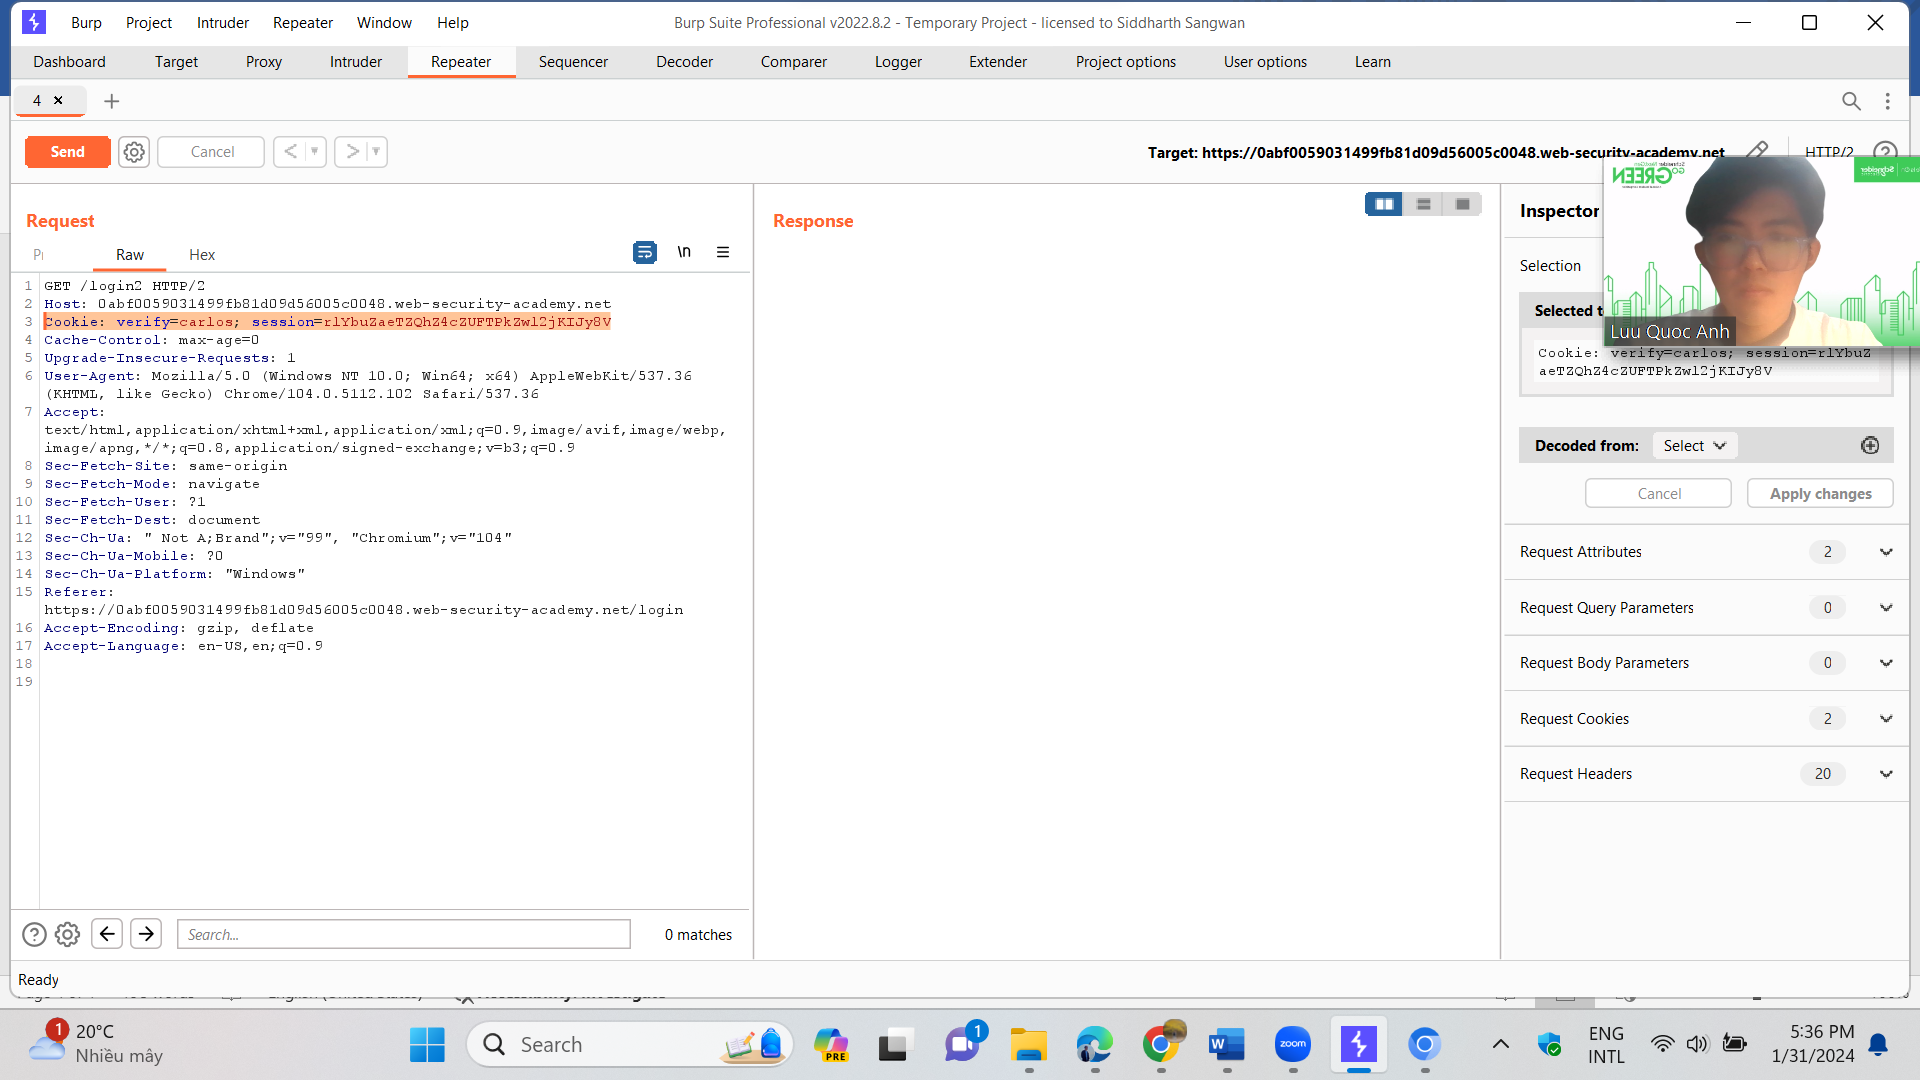 Burp Project Intruder Repeater Window Help
Burp Suite Professional v2022.8.2 - Temporary Project - licensed to Siddharth Sangwan
Dashboard Target Proxy Intruder Repeater Sequencer Decoder Comparer Logger Extender Project options User options Learn
4 ×
Send Cancel < >
Target: https://0abf0059031499fb81d09d56005c0048.web-security-academy.net HTTP/2
Request
Raw Hex
\n
1 GET /login2 HTTP/2
2 Host: 0abf0059031499fb81d09d56005c0048.web-security-academy.net
3 Cookie: verify=carlos; session=rlYbuZaeTZQhZ4cZUFTPkZwl2jKIJy8V
4 Cache-Control: max-age=0
5 Upgrade-Insecure-Requests: 1
6 User-Agent: Mozilla/5.0 (Windows NT 10.0; Win64; x64) AppleWebKit/537.36
(KHTML, like Gecko) Chrome/104.0.5112.102 Safari/537.36
7 Accept:
text/html,application/xhtml+xml,application/xml;q=0.9,image/avif,image/webp,
image/apng,*/*;q=0.8,application/signed-exchange;v=b3;q=0.9
8 Sec-Fetch-Site: same-origin
9 Sec-Fetch-Mode: navigate
10 Sec-Fetch-User: ?1
11 Sec-Fetch-Dest: document
12 Sec-Ch-Ua: " Not A;Brand";v="99", "Chromium";v="104"
13 Sec-Ch-Ua-Mobile: ?0
14 Sec-Ch-Ua-Platform: "Windows"
15 Referer:
https://0abf0059031499fb81d09d56005c0048.web-security-academy.net/login
16 Accept-Encoding: gzip, deflate
17 Accept-Language: en-US,en;q=0.9
18
19
Search...
0 matches
Response
Inspector
GO GREEN
Schneider
Luu Quoc Anh
Selection
Selected t
Cookie: verify=carlos; session=rlYbuZ
aeTZQhZ4cZUFTPkZwl2jKIJy8V
Decoded from: Select
Cancel Apply changes
Request Attributes 2
Request Query Parameters 0
Request Body Parameters 0
Request Cookies 2
Request Headers 20
Ready
1
20°C
Nhiều mây
Search
PRE
1
W
zoom
ENG
INTL
5:36 PM
1/31/2024